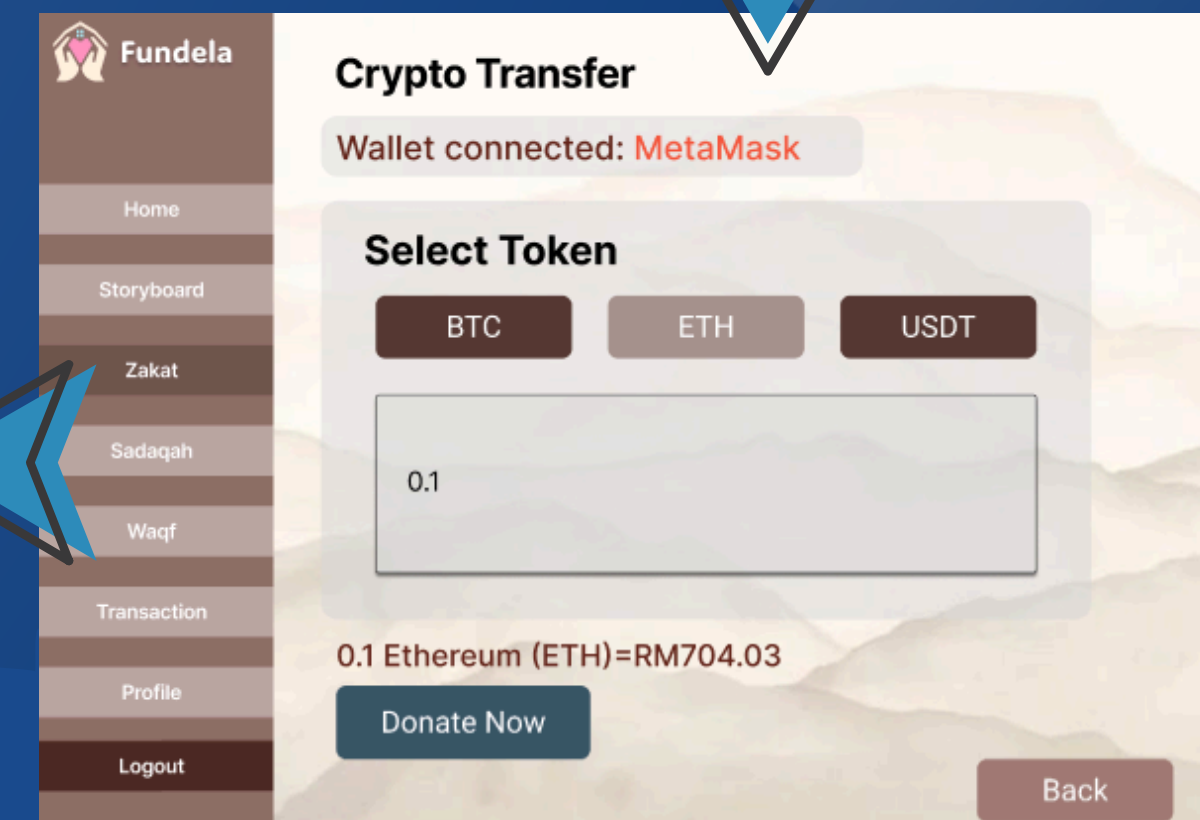 Fundela
Home
Storyboard
Zakat
Sadaqah
Waqf
Transaction
Profile
Logout
Crypto Transfer
Wallet connected: MetaMask
Select Token
BTC ETH USDT
0.1
0.1 Ethereum (ETH)=RM704.03
Donate Now
Back